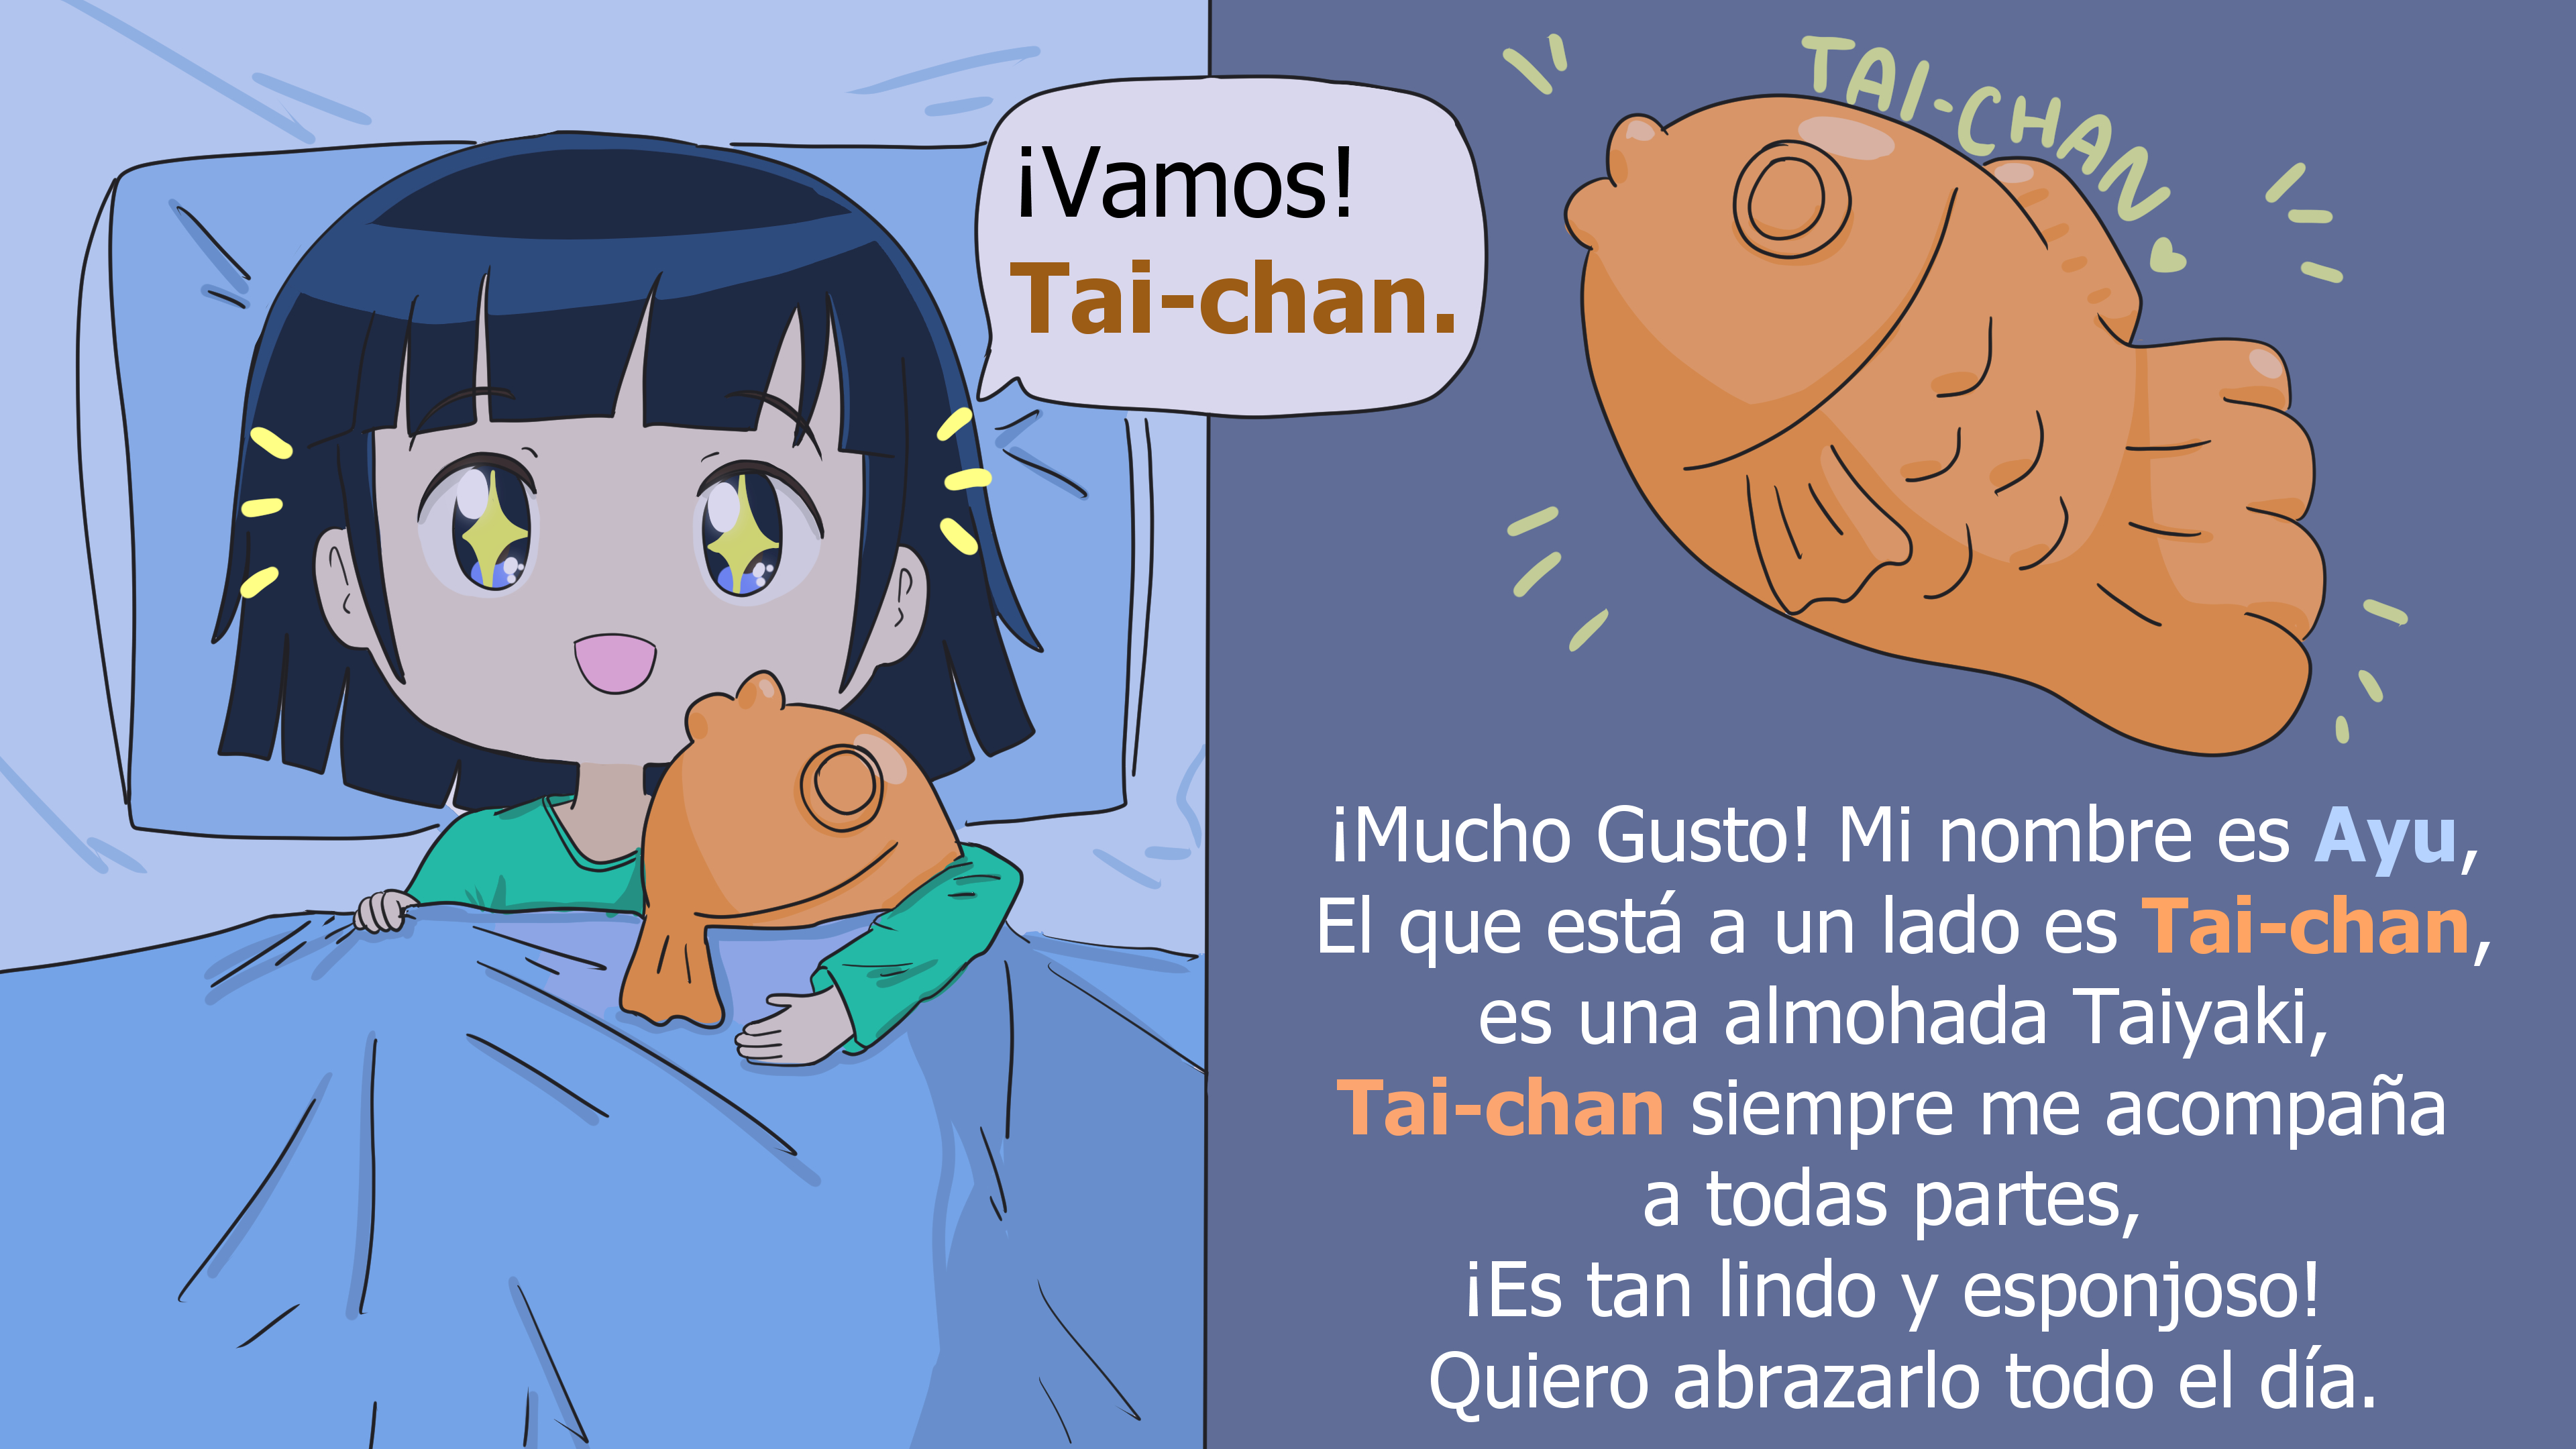 ¡Vamos!
Tai-chan.
TAI-CHAN
¡Mucho Gusto! Mi nombre es Ayu,
El que está a un lado es Tai-chan,
es una almohada Taiyaki,
Tai-chan siempre me acompaña
a todas partes,
¡Es tan lindo y esponjoso!
Quiero abrazarlo todo el día.